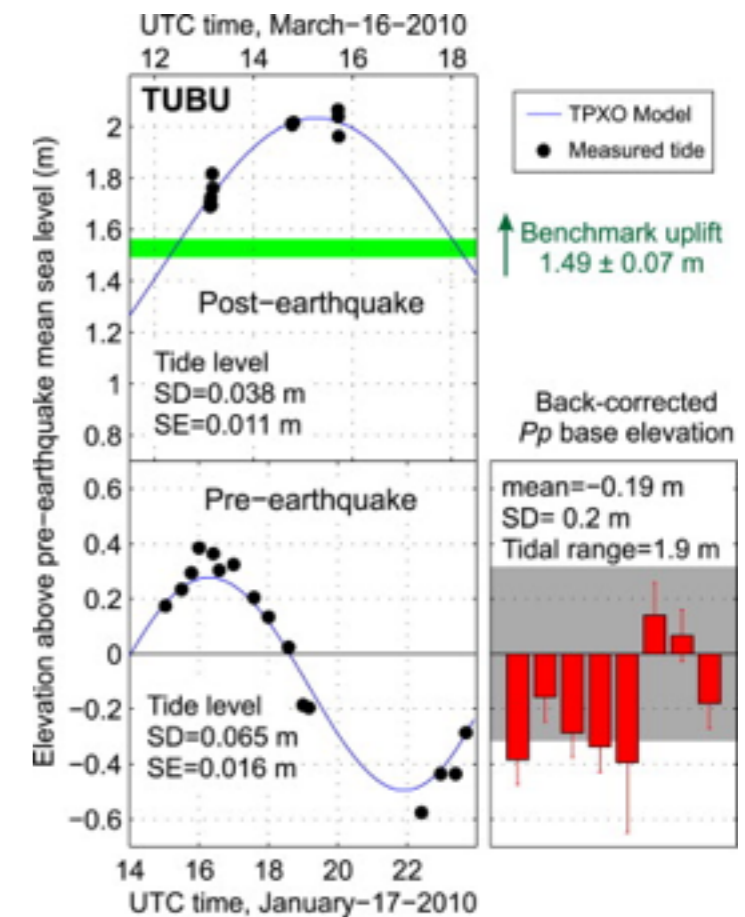 UTC time, March−16−2010
12 14 16 18
TUBU
TPXO Model
Measured tide
Elevation above pre−earthquake mean sea level (m)
2
1.8
1.6
1.4
1.2
1
0.8
Benchmark uplift
1.49 ± 0.07 m
Post−earthquake
Tide level
SD=0.038 m
SE=0.011 m
Back-corrected
Pp base elevation
0.6
0.4
0.2
0
−0.2
−0.4
−0.6
Pre−earthquake
Tide level
SD=0.065 m
SE=0.016 m
mean=−0.19 m
SD= 0.2 m
Tidal range=1.9 m
14 16 18 20 22
UTC time, January−17−2010